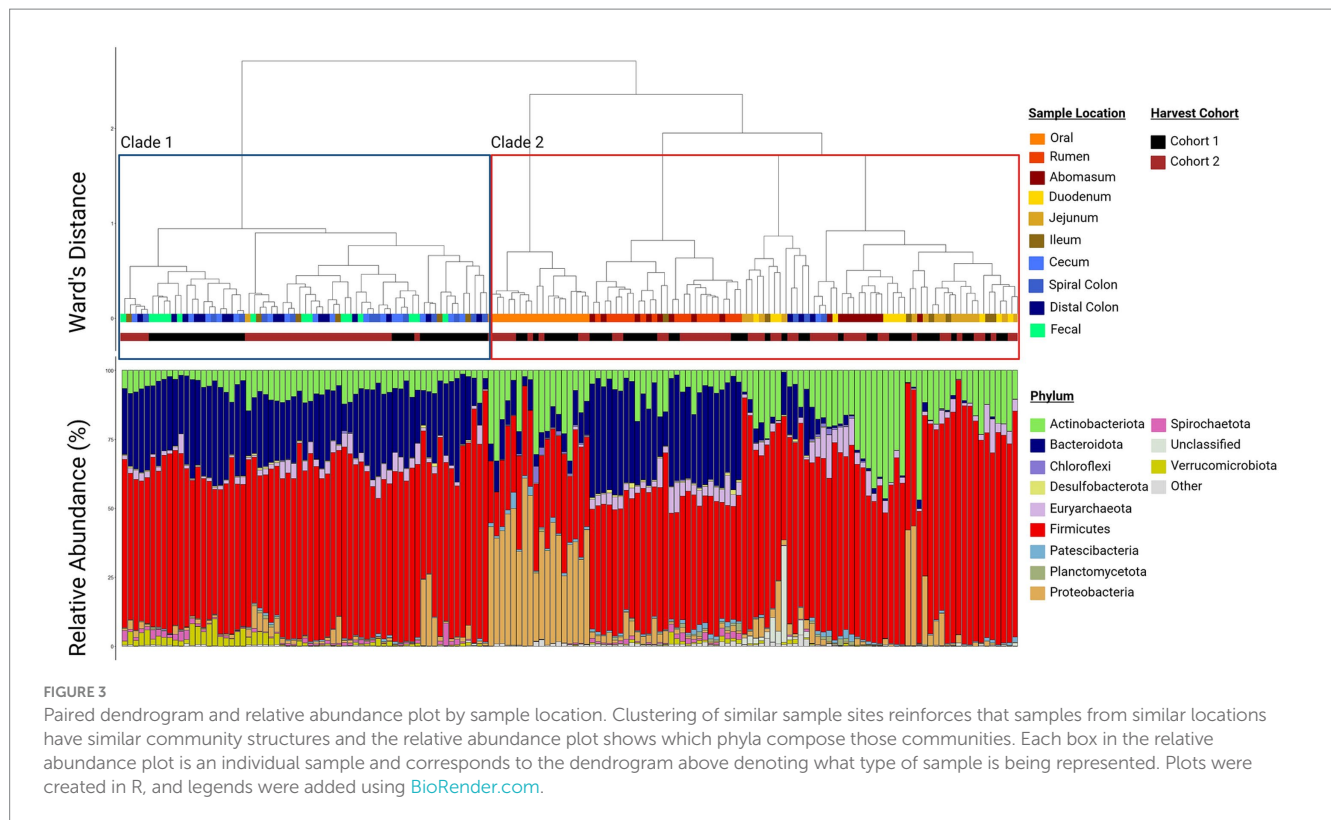 Clade 1
Clade 2
Ward's Distance
2
1
0
Sample Location
Oral
Rumen
Abomasum
Duodenum
Jejunum
Ileum
Cecum
Spiral Colon
Distal Colon
Fecal
Harvest Cohort
Cohort 1
Cohort 2
Relative Abundance (%)
100
75
50
25
0
Phylum
Actinobacteriota
Bacteroidota
Chloroflexi
Desulfobacterota
Euryarchaeota
Firmicutes
Patescibacteria
Planctomycetota
Proteobacteria
Spirochaetota
Unclassified
Verrucomicrobiota
Other
FIGURE 3
Paired dendrogram and relative abundance plot by sample location. Clustering of similar sample sites reinforces that samples from similar locations
have similar community structures and the relative abundance plot shows which phyla compose those communities. Each box in the relative
abundance plot is an individual sample and corresponds to the dendrogram above denoting what type of sample is being represented. Plots were
created in R, and legends were added using BioRender.com.